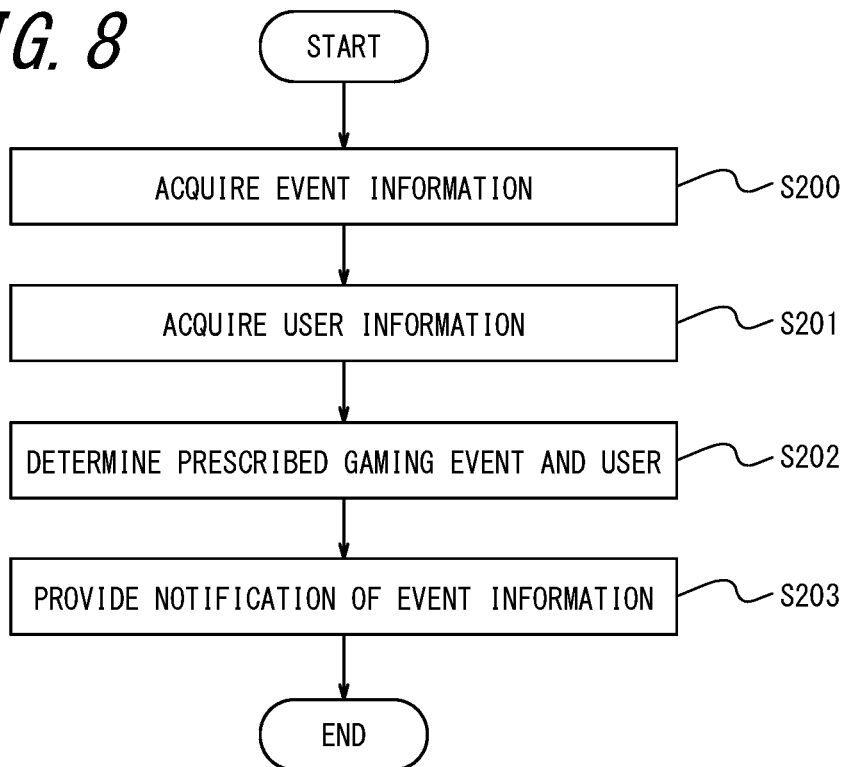 IG. 8
START
ACQUIRE EVENT INFORMATION
S200
ACQUIRE USER INFORMATION
S201
DETERMINE PRESCRIBED GAMING EVENT AND USER
S202
PROVIDE NOTIFICATION OF EVENT INFORMATION
S203
END